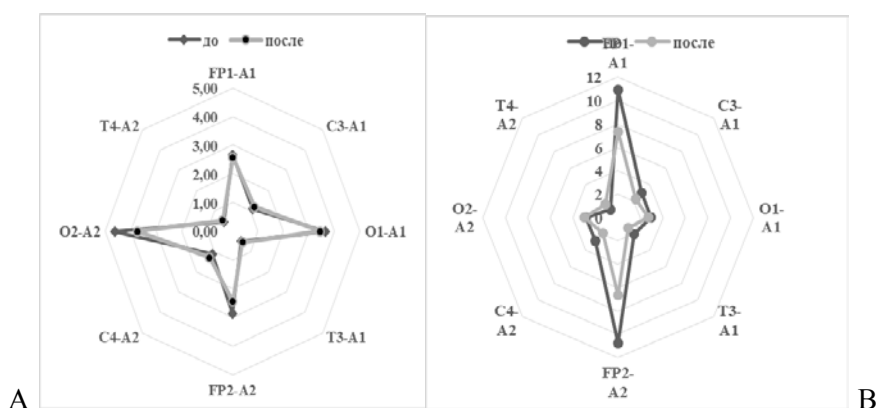 до после
FP1-A1
5,00
4,00
3,00
2,00
1,00
0,00
C3-A1
O1-A1
T3-A1
FP2-A2
C4-A2
O2-A2
T4-A2
А
после
FP1-
A1
12
10
8
6
4
2
0
C3-
A1
O1-
A1
T3-
A1
FP2-
A2
C4-
A2
O2-
A2
T4-
A2
В